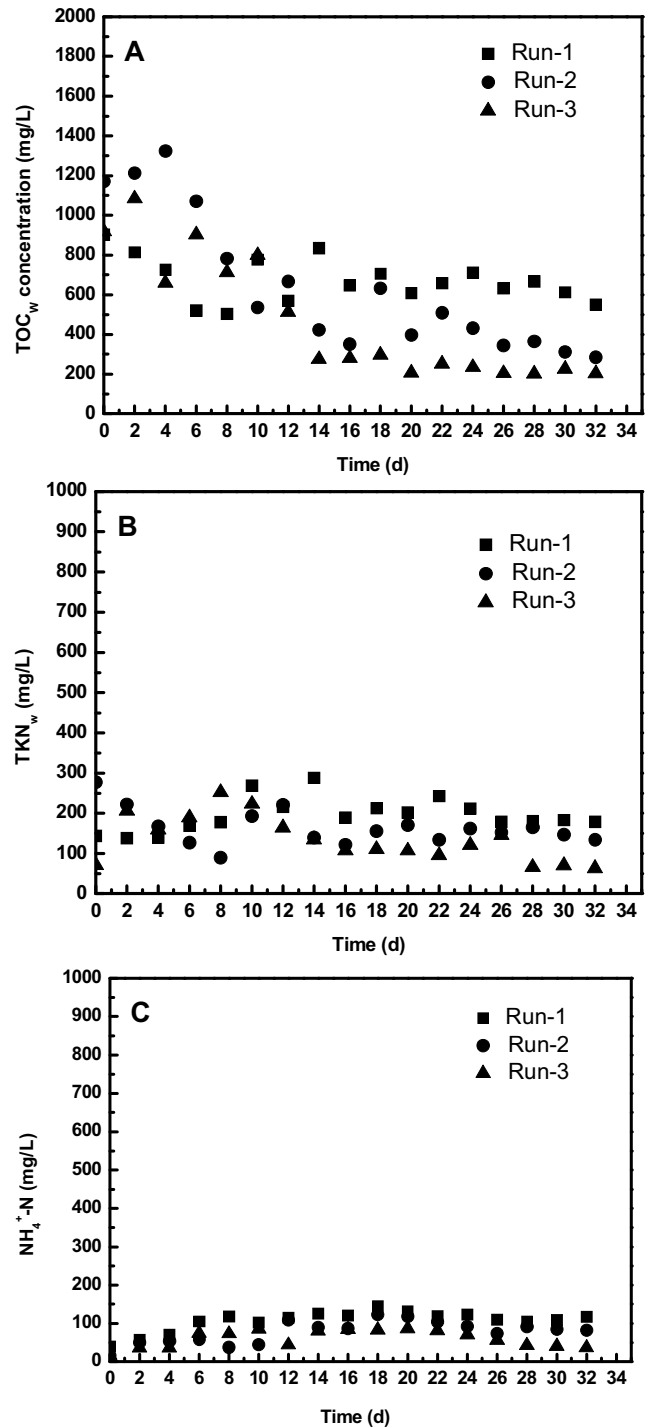 A
Run-1
Run-2
Run-3
2000
1800
1600
1400
1200
1000
800
600
400
200
0
TOCw concentration (mg/L)
0 2 4 6 8 10 12 14 16 18 20 22 24 26 28 30 32 34
Time (d)
B
Run-1
Run-2
Run-3
1000
900
800
700
600
500
400
300
200
100
0
TKNw (mg/L)
0 2 4 6 8 10 12 14 16 18 20 22 24 26 28 30 32 34
Time (d)
C
Run-1
Run-2
Run-3
1000
900
800
700
600
500
400
300
200
100
0
NH4+-N (mg/L)
0 2 4 6 8 10 12 14 16 18 20 22 24 26 28 30 32 34
Time (d)